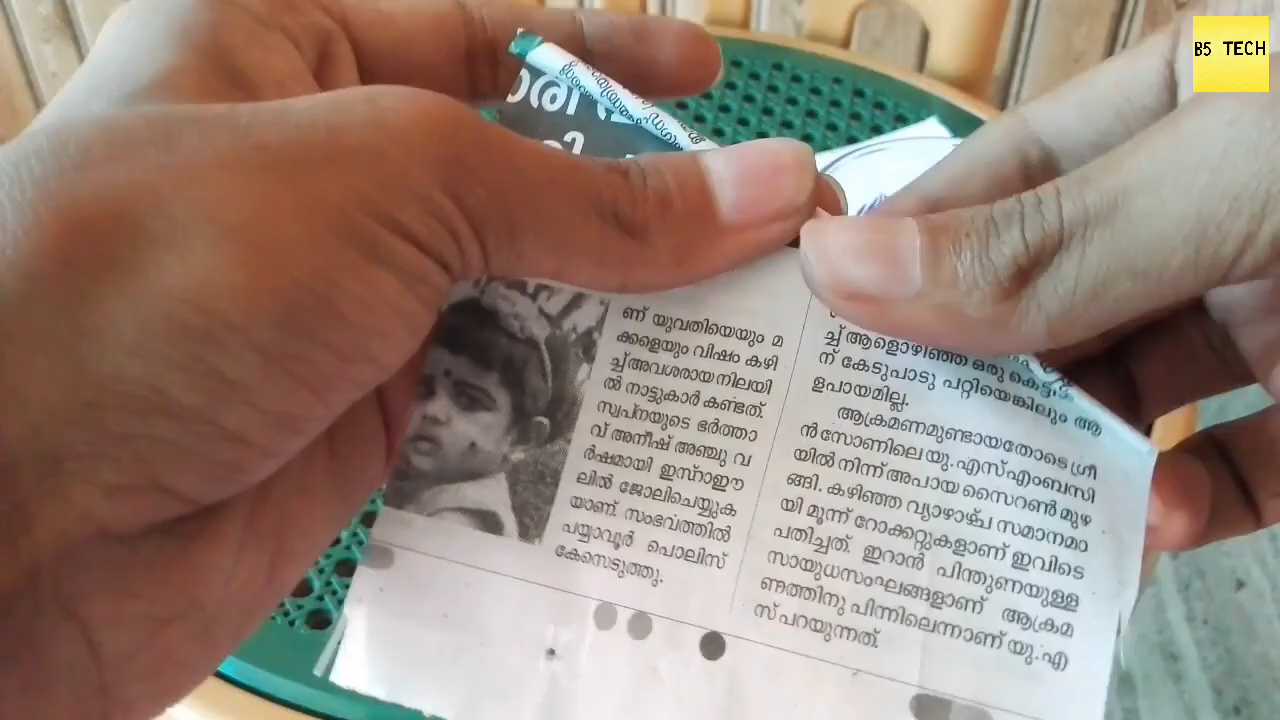 B5 TECH
ണ് യുവതിയെയും മ
ക്കളെയും വിഷം കഴി
ച്ച് അവശരായ നിലയി
ൽ നാട്ടുകാർ കണ്ടത്.
സ്വപ്നയുടെ ഭർത്താ
വ് അനീഷ് അഞ്ചു വ
ർഷമായി ഇസ്റാഈ
ലിൽ ജോലിചെയ്യുക
യാണ്. സംഭവത്തിൽ
പയ്യാവൂർ പൊലിസ്
കേസെടുത്തു.
ച്ച് ആളൊഴിഞ്ഞ ഒരു
ന് കേടുപാടു പറ്റിയെങ്കിലും ആ
ളപായമില്ല.
ആക്രമണമുണ്ടായതോടെ ഗ്രീ
ൻ സോണിലെ യു.എസ് എംബസി
യിൽ നിന്ന് അപായ സൈറൺ മുഴ
ങ്ങി. കഴിഞ്ഞ വ്യാഴാഴ്ച സമാനമാ
യി മൂന്ന് റോക്കറ്റുകളാണ് ഇവിടെ
പതിച്ചത്. ഇറാൻ പിന്തുണയുള്ള
സായുധസംഘങ്ങളാണ് ആക്രമ
ണത്തിനു പിന്നിലെന്നാണ് യു.എ
സ് പറയുന്നത്.